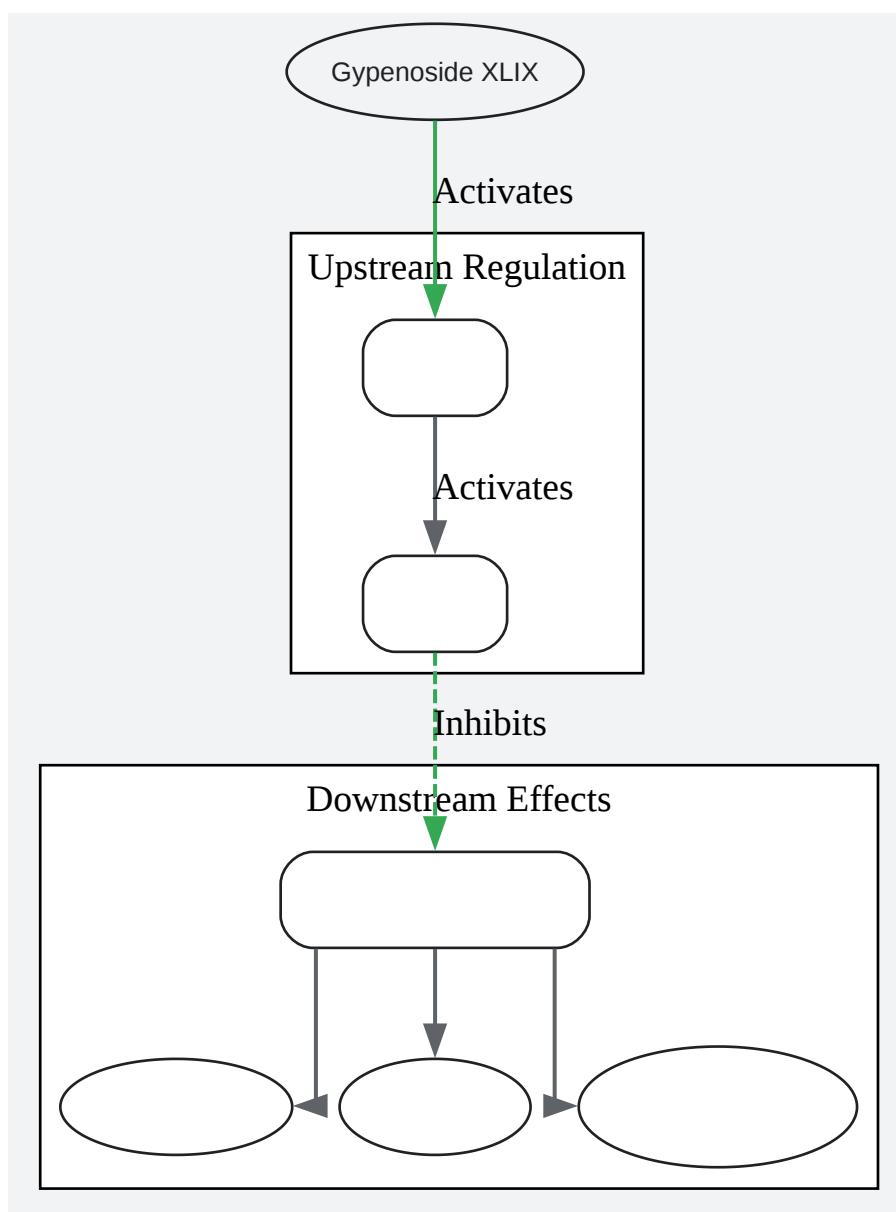 Gypenoside XLIX
Activates
Upstream Regulation
Activates
Inhibits
Downstream Effects